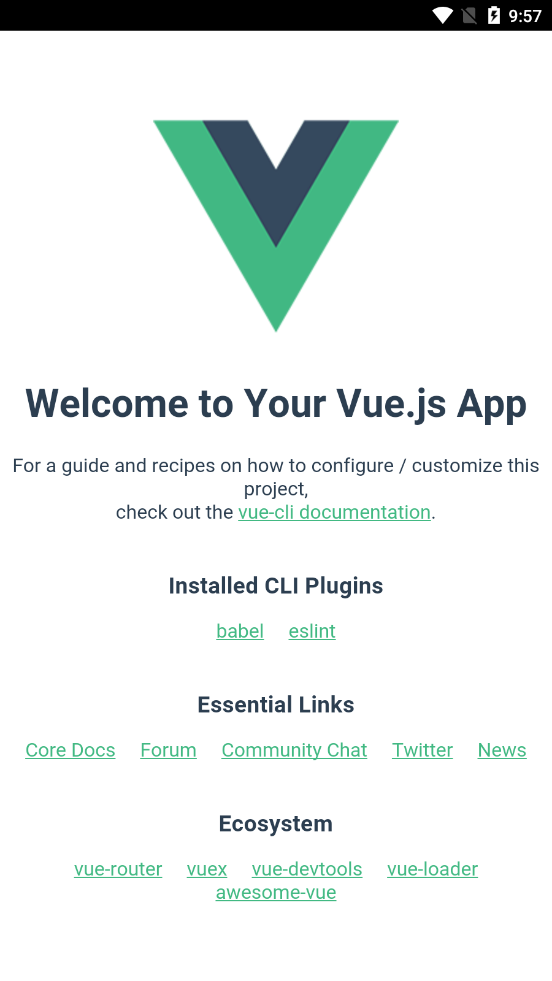 9:57
Welcome to Your Vue.js App
For a guide and recipes on how to configure / customize this
project,
check out the vue-cli documentation.
Installed CLI Plugins
babel eslint
Essential Links
Core Docs Forum Community Chat Twitter News
Ecosystem
vue-router vuex vue-devtools vue-loader
awesome-vue